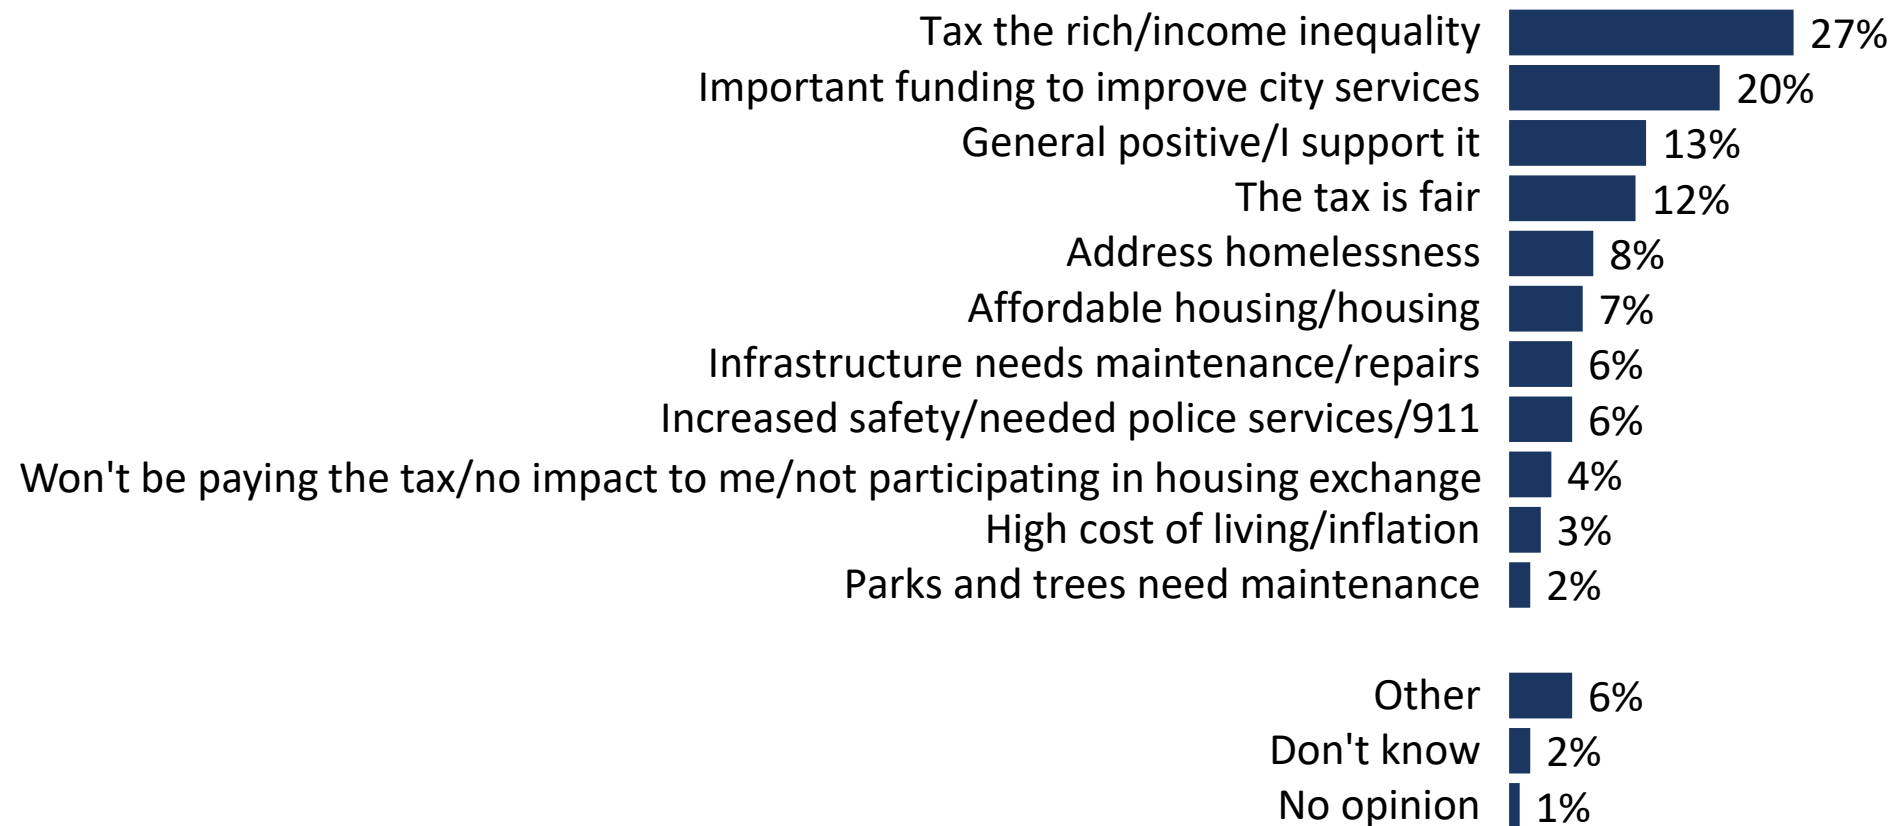 Tax the rich/income inequality 27%
Important funding to improve city services 20%
General positive/I support it 13%
The tax is fair 12%
Address homelessness 8%
Affordable housing/housing 7%
Infrastructure needs maintenance/repairs 6%
Increased safety/needed police services/911 6%
Won't be paying the tax/no impact to me/not participating in housing exchange 4%
High cost of living/inflation 3%
Parks and trees need maintenance 2%
Other 6%
Don't know 2%
No opinion 1%